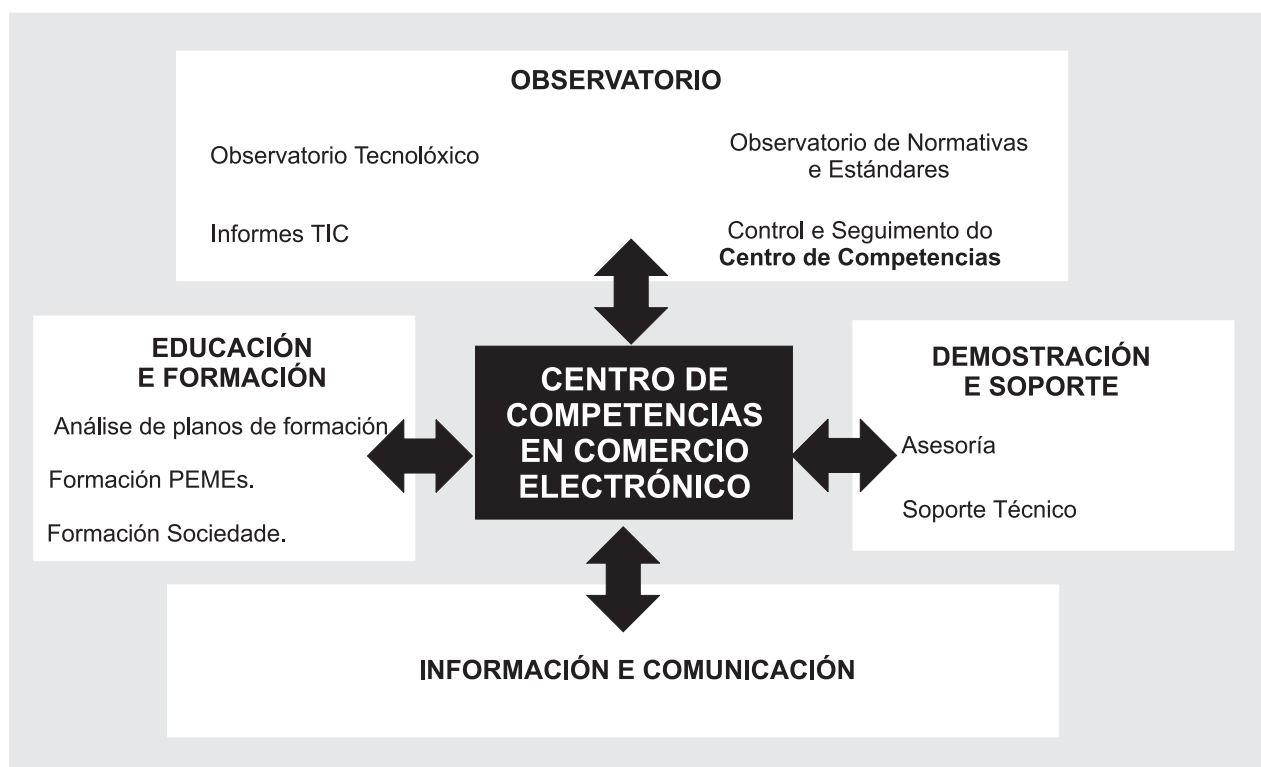 OBSERVATORIO
Observatorio Tecnolóxico
Observatorio de Normativas
e Estándares
Informes TIC
Control e Seguimento do
Centro de Competencias
EDUCACIÓN
E FORMACIÓN
Análise de planos de formación
Formación PEMEs.
Formación Sociedade.
CENTRO DE
COMPETENCIAS
EN COMERCIO
ELECTRÓNICO
DEMOSTRACIÓN
E SOPORTE
Asesoría
Soporte Técnico
INFORMACIÓN E COMUNICACIÓN